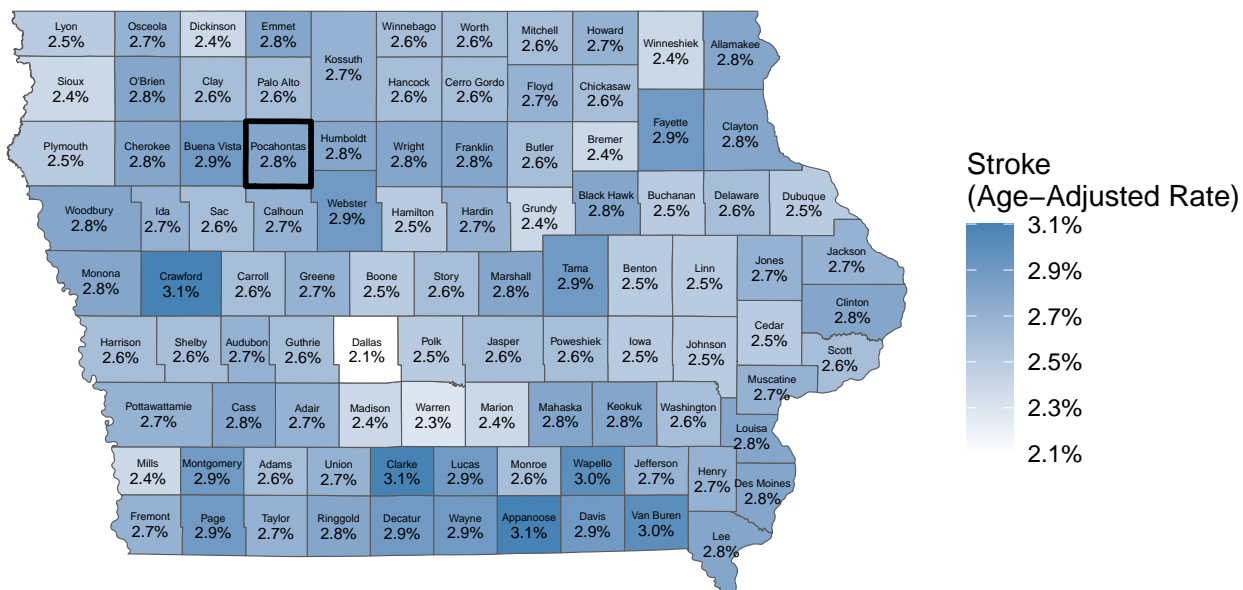 Lyon
2.5%
Osceola
2.7%
Dickinson
2.4%
Emmet
2.8%
Kossuth
2.7%
Winnebago
2.6%
Worth
2.6%
Mitchell
2.6%
Howard
2.7%
Winneshiek
2.4%
Allamakee
2.8%
Sioux
2.4%
O'Brien
2.8%
Clay
2.6%
Palo Alto
2.6%
Hancock
2.6%
Cerro Gordo
2.6%
Floyd
2.7%
Chickasaw
2.6%
Plymouth
2.5%
Cherokee
2.8%
Buena Vista
2.9%
Pocahontas
2.8%
Humboldt
2.8%
Wright
2.8%
Franklin
2.8%
Butler
2.6%
Bremer
2.4%
Fayette
2.9%
Clayton
2.8%
Woodbury
2.8%
Ida
2.7%
Sac
2.6%
Calhoun
2.7%
Webster
2.9%
Hamilton
2.5%
Hardin
2.7%
Grundy
2.4%
Black Hawk
2.8%
Buchanan
2.5%
Delaware
2.6%
Dubuque
2.5%
Monona
2.8%
Crawford
3.1%
Carroll
2.6%
Greene
2.7%
Boone
2.5%
Story
2.6%
Marshall
2.8%
Tama
2.9%
Benton
2.5%
Linn
2.5%
Jones
2.7%
Jackson
2.7%
Clinton
2.8%
Harrison
2.6%
Shelby
2.6%
Audubon
2.7%
Guthrie
2.6%
Dallas
2.1%
Polk
2.5%
Jasper
2.6%
Poweshiek
2.6%
Iowa
2.5%
Johnson
2.5%
Cedar
2.5%
Scott
2.6%
Muscatine
2.7%
Pottawattamie
2.7%
Cass
2.8%
Adair
2.7%
Madison
2.4%
Warren
2.3%
Marion
2.4%
Mahaska
2.8%
Keokuk
2.8%
Washington
2.6%
Louisa
2.8%
Mills
2.4%
Montgomery
2.9%
Adams
2.6%
Union
2.7%
Clarke
3.1%
Lucas
2.9%
Monroe
2.6%
Wapello
3.0%
Jefferson
2.7%
Henry
2.7%
Des Moines
2.8%
Fremont
2.7%
Page
2.9%
Taylor
2.7%
Ringgold
2.8%
Decatur
2.9%
Wayne
2.9%
Appanoose
3.1%
Davis
2.9%
Van Buren
3.0%
Lee
2.8%
Stroke
(Age−Adjusted Rate)
3.1%
2.9%
2.7%
2.5%
2.3%
2.1%